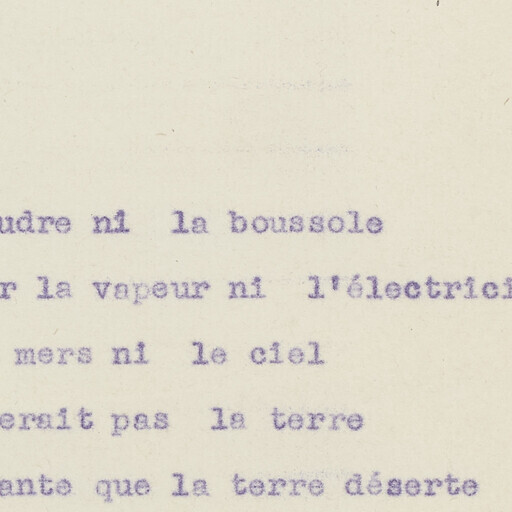 udre ni la boussole
r la vapeur ni l'électrici
mers ni le ciel
erait pas la terre
ante que la terre déserte